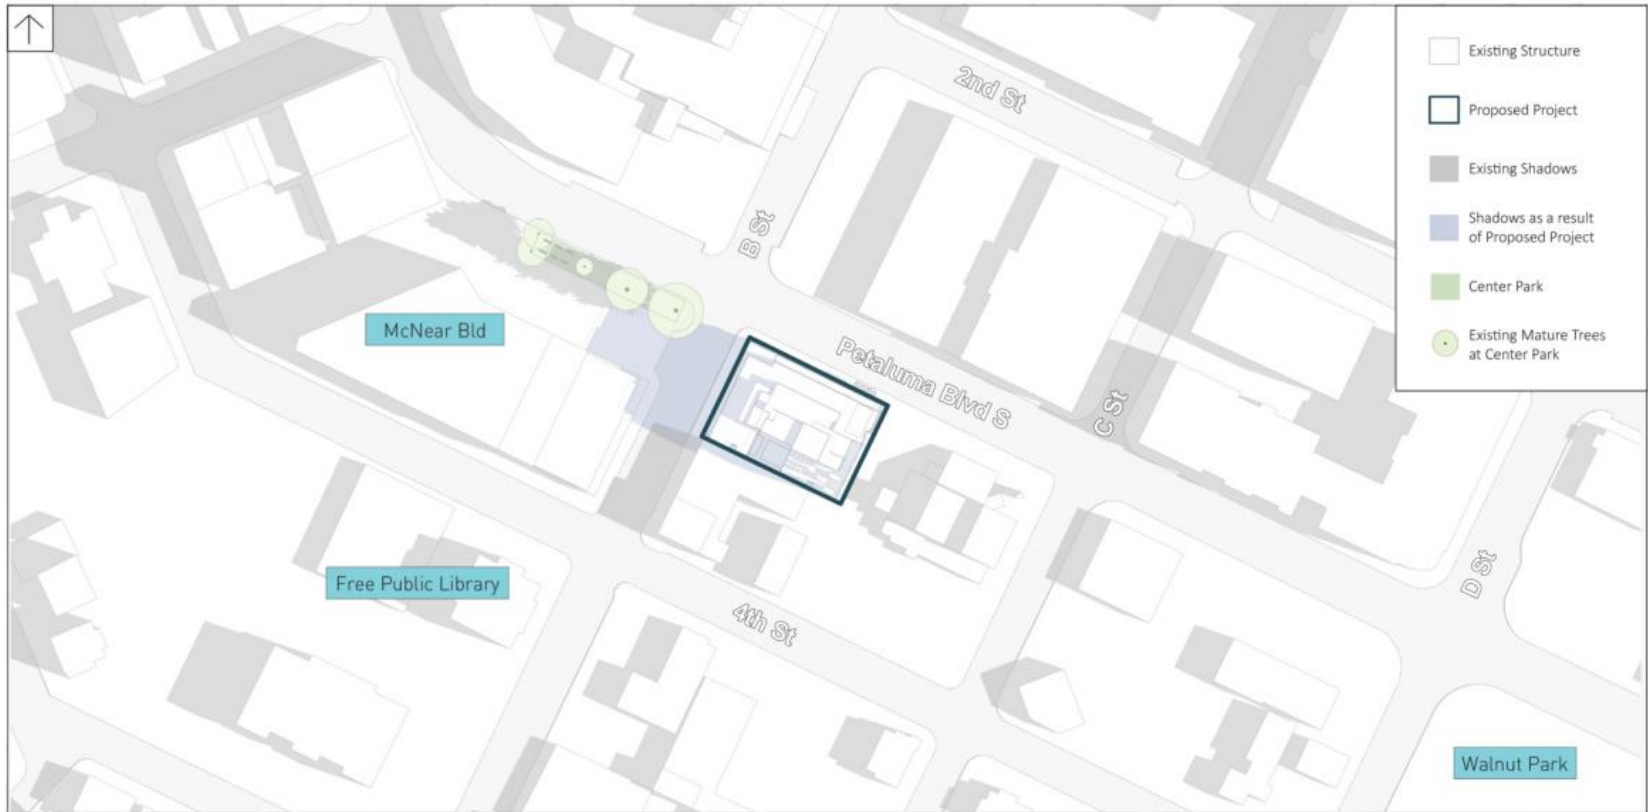 Existing Structure
2nd St
Proposed Project
Existing Shadows
Shadows as a result
of Proposed Project
B St
Center Park
McNear Bld
Existing Mature Trees
at Center Park
Petaluma Blvd S
C St
D St
Free Public Library
4th St
Walnut Park